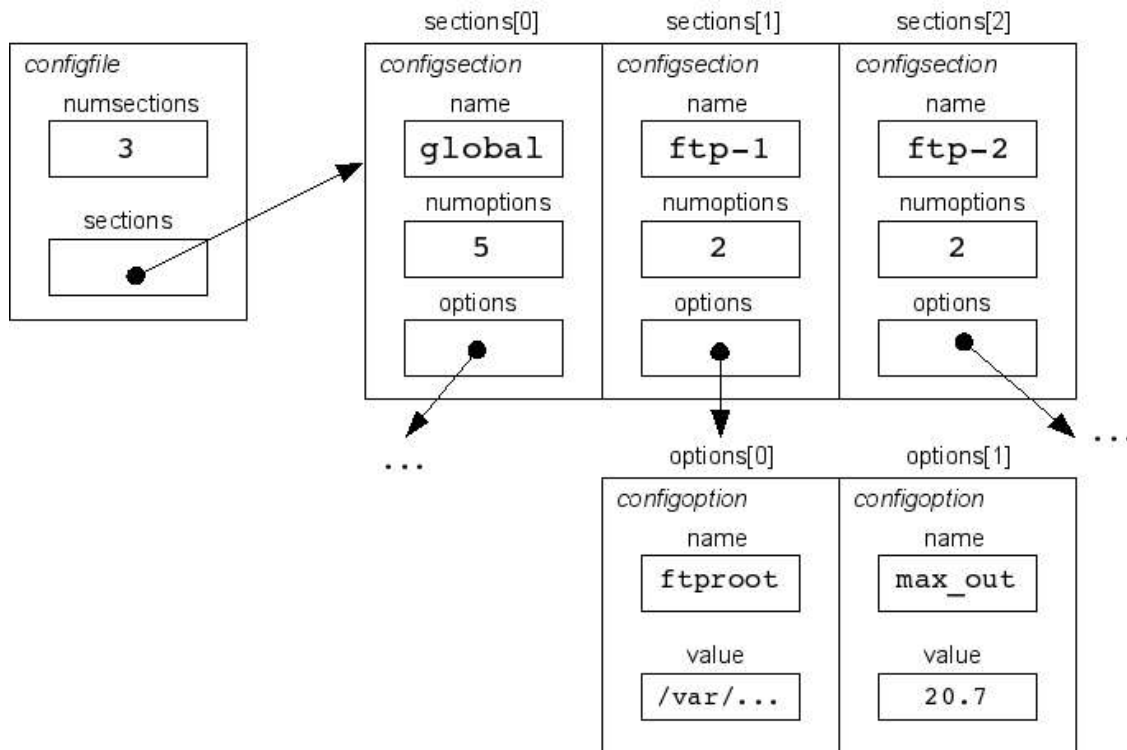 sections[0] sections[1] sections[2]
configfile
numsections
3
sections
configsection
name
global
numoptions
5
options
...
configsection
name
ftp-1
numoptions
2
options
configsection
name
ftp-2
numoptions
2
options
...
options[0] options[1]
configoption
name
ftproot
value
/var/...
configoption
name
max_out
value
20.7